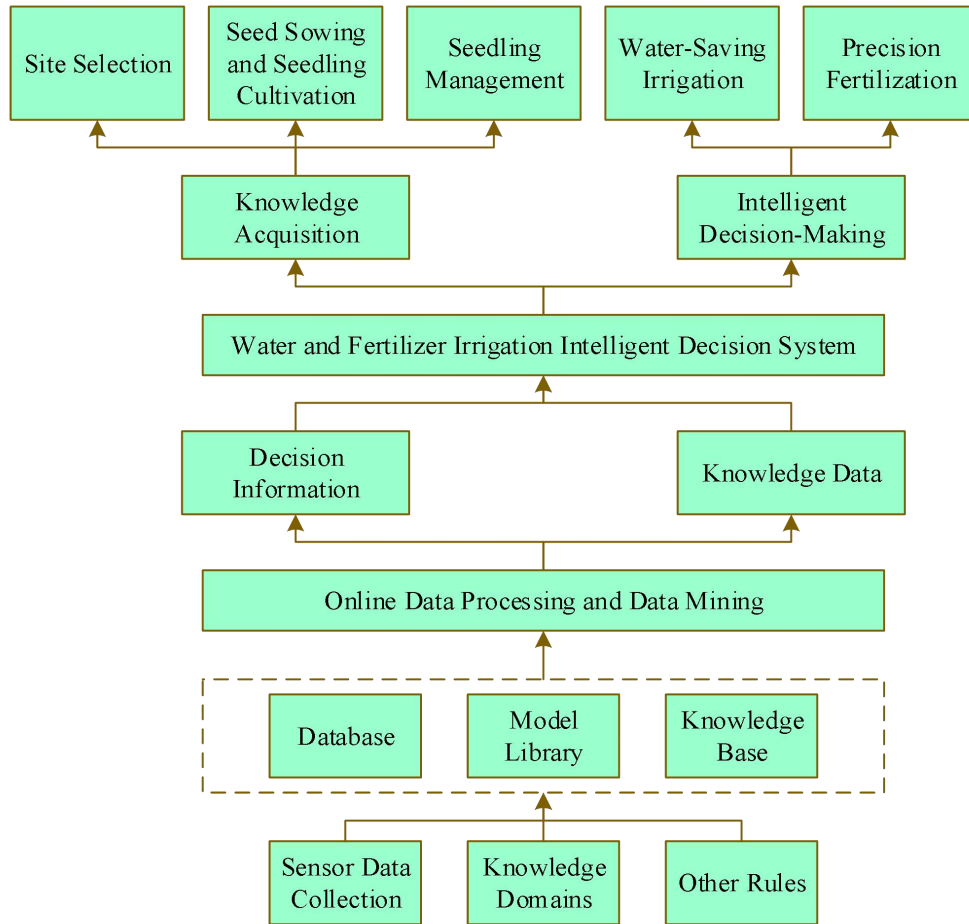 Site Selection
Seed Sowing
and Seedling
Cultivation
Seedling
Management
Water-Saving
Irrigation
Precision
Fertilization
Knowledge
Acquisition
Intelligent
Decision-Making
Water and Fertilizer Irrigation Intelligent Decision System
Decision
Information
Knowledge Data
Online Data Processing and Data Mining
Database
Model
Library
Knowledge
Base
Sensor Data
Collection
Knowledge
Domains
Other Rules